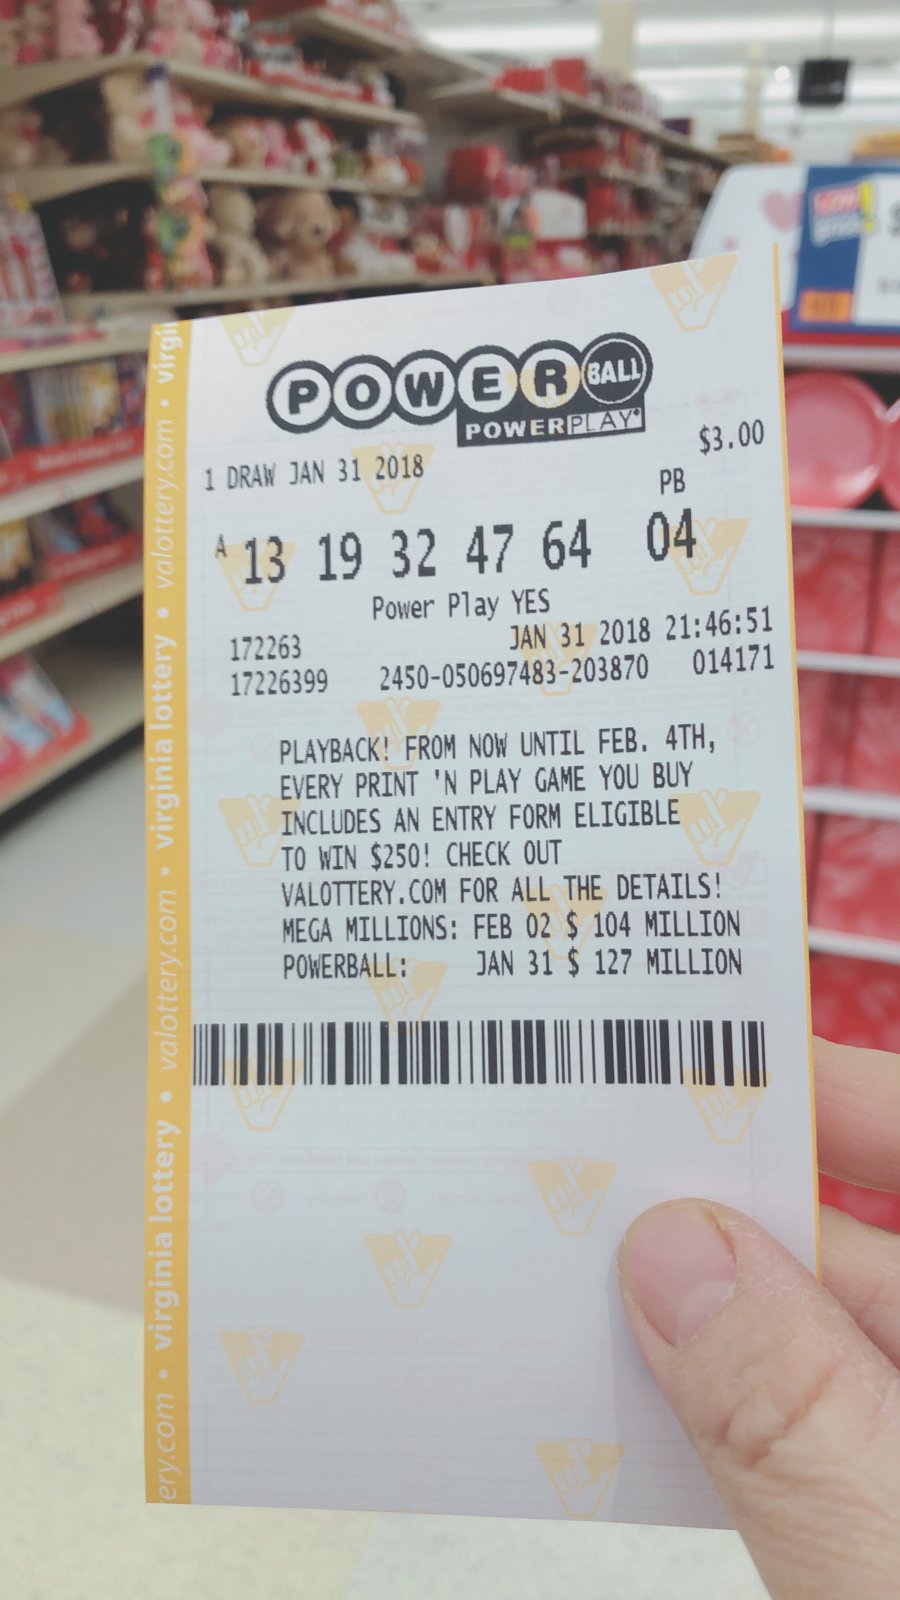 POWERBALL
POWERPLAY®
$3.00
1 DRAW JAN 31 2018
PB
A 13 19 32 47 64 04
Power Play YES
172263 JAN 31 2018 21:46:51
17226399 2450-050697483-203870 014171
PLAYBACK! FROM NOW UNTIL FEB. 4TH,
EVERY PRINT 'N PLAY GAME YOU BUY
INCLUDES AN ENTRY FORM ELIGIBLE
TO WIN $250! CHECK OUT
VALOTTERY.COM FOR ALL THE DETAILS!
MEGA MILLIONS: FEB 02 $ 104 MILLION
POWERBALL: JAN 31 $ 127 MILLION
ery.com • virginia lottery • valottery.com • virginia lottery • valottery.com • virgi